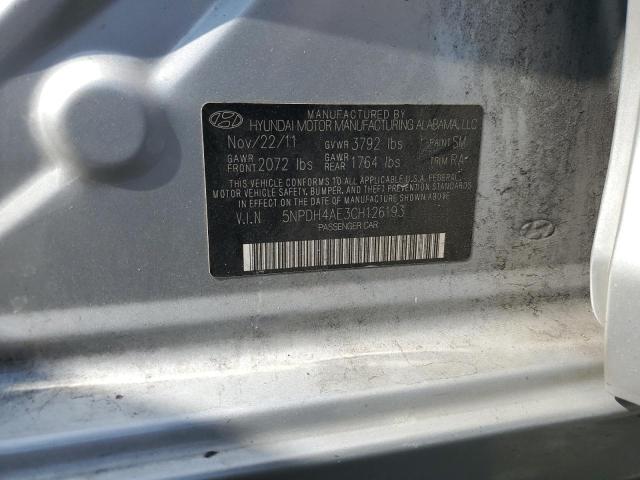 MANUFACTURED BY
HYUNDAI MOTOR MANUFACTURING ALABAMA, LLC
Nov/22/11 GVWR 3792 lbs PAINT SM
GAWR FRONT 2072 lbs GAWR REAR 1764 lbs TRIM RA
THIS VEHICLE CONFORMS TO ALL APPLICABLE U.S.A. FEDERAL
MOTOR VEHICLE SAFETY, BUMPER, AND THEFT PREVENTION STANDARDS
IN EFFECT ON THE DATE OF MANUFACTURE SHOWN ABOVE.
V.I.N 5NPDH4AE3CH126193
PASSENGER CAR